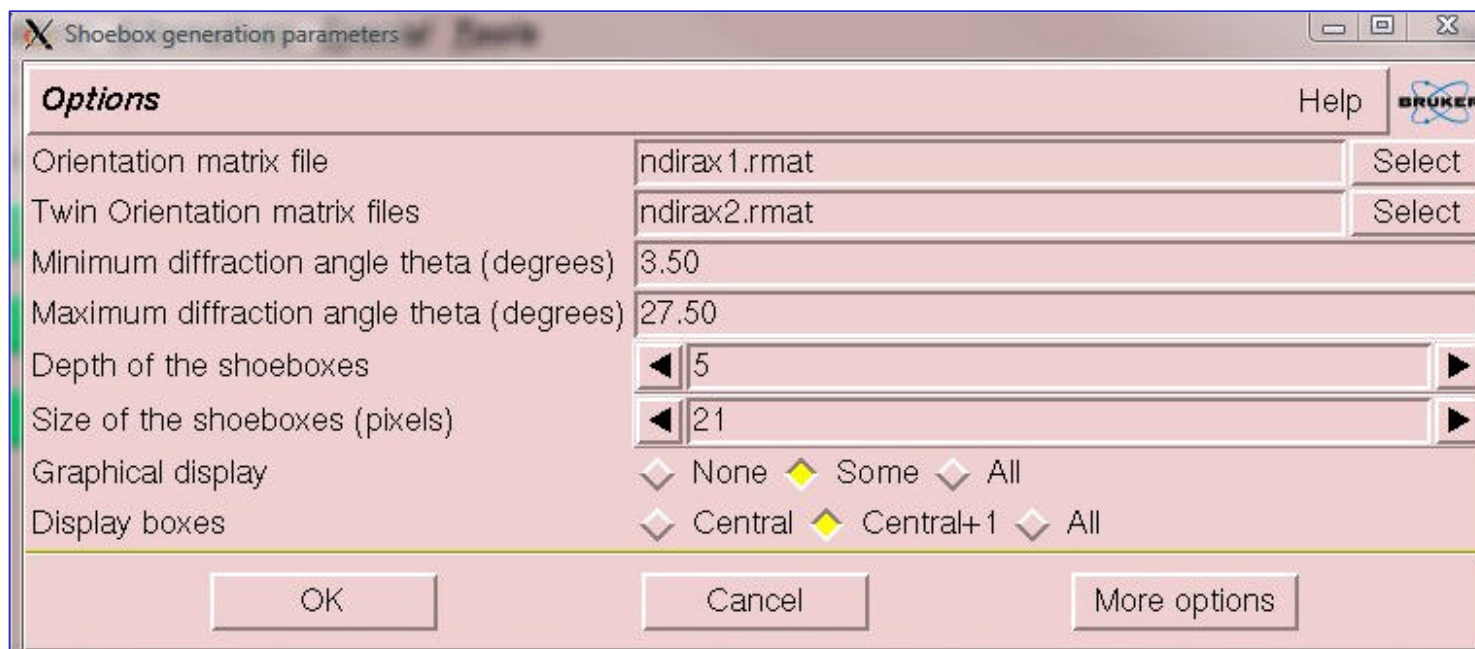 Shoebox generation parameters
Options Help BRUKER
Orientation matrix file ndirax1.rmat Select
Twin Orientation matrix files ndirax2.rmat Select
Minimum diffraction angle theta (degrees) 3.50
Maximum diffraction angle theta (degrees) 27.50
Depth of the shoeboxes 5
Size of the shoeboxes (pixels) 21
Graphical display None Some All
Display boxes Central Central+1 All
OK Cancel More options